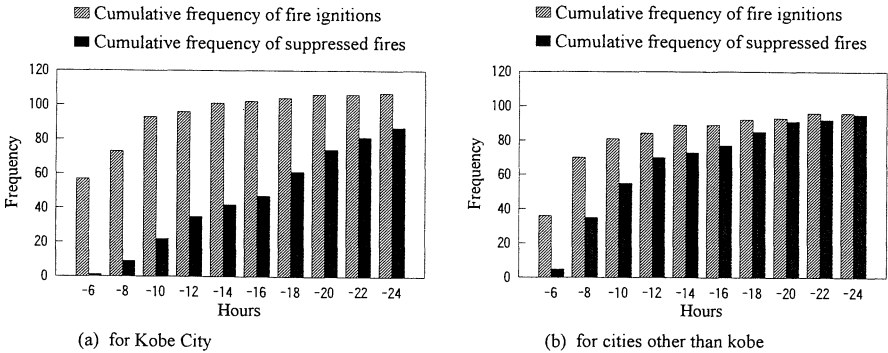 Cumulative frequency of fire ignitions
Cumulative frequency of suppressed fires
120
100
80
60
40
20
0
Frequency
-6 -8 -10 -12 -14 -16 -18 -20 -22 -24
Hours
(a) for Kobe City
Cumulative frequency of fire ignitions
Cumulative frequency of suppressed fires
120
100
80
60
40
20
0
Frequency
-6 -8 -10 -12 -14 -16 -18 -20 -22 -24
Hours
(b) for cities other than kobe